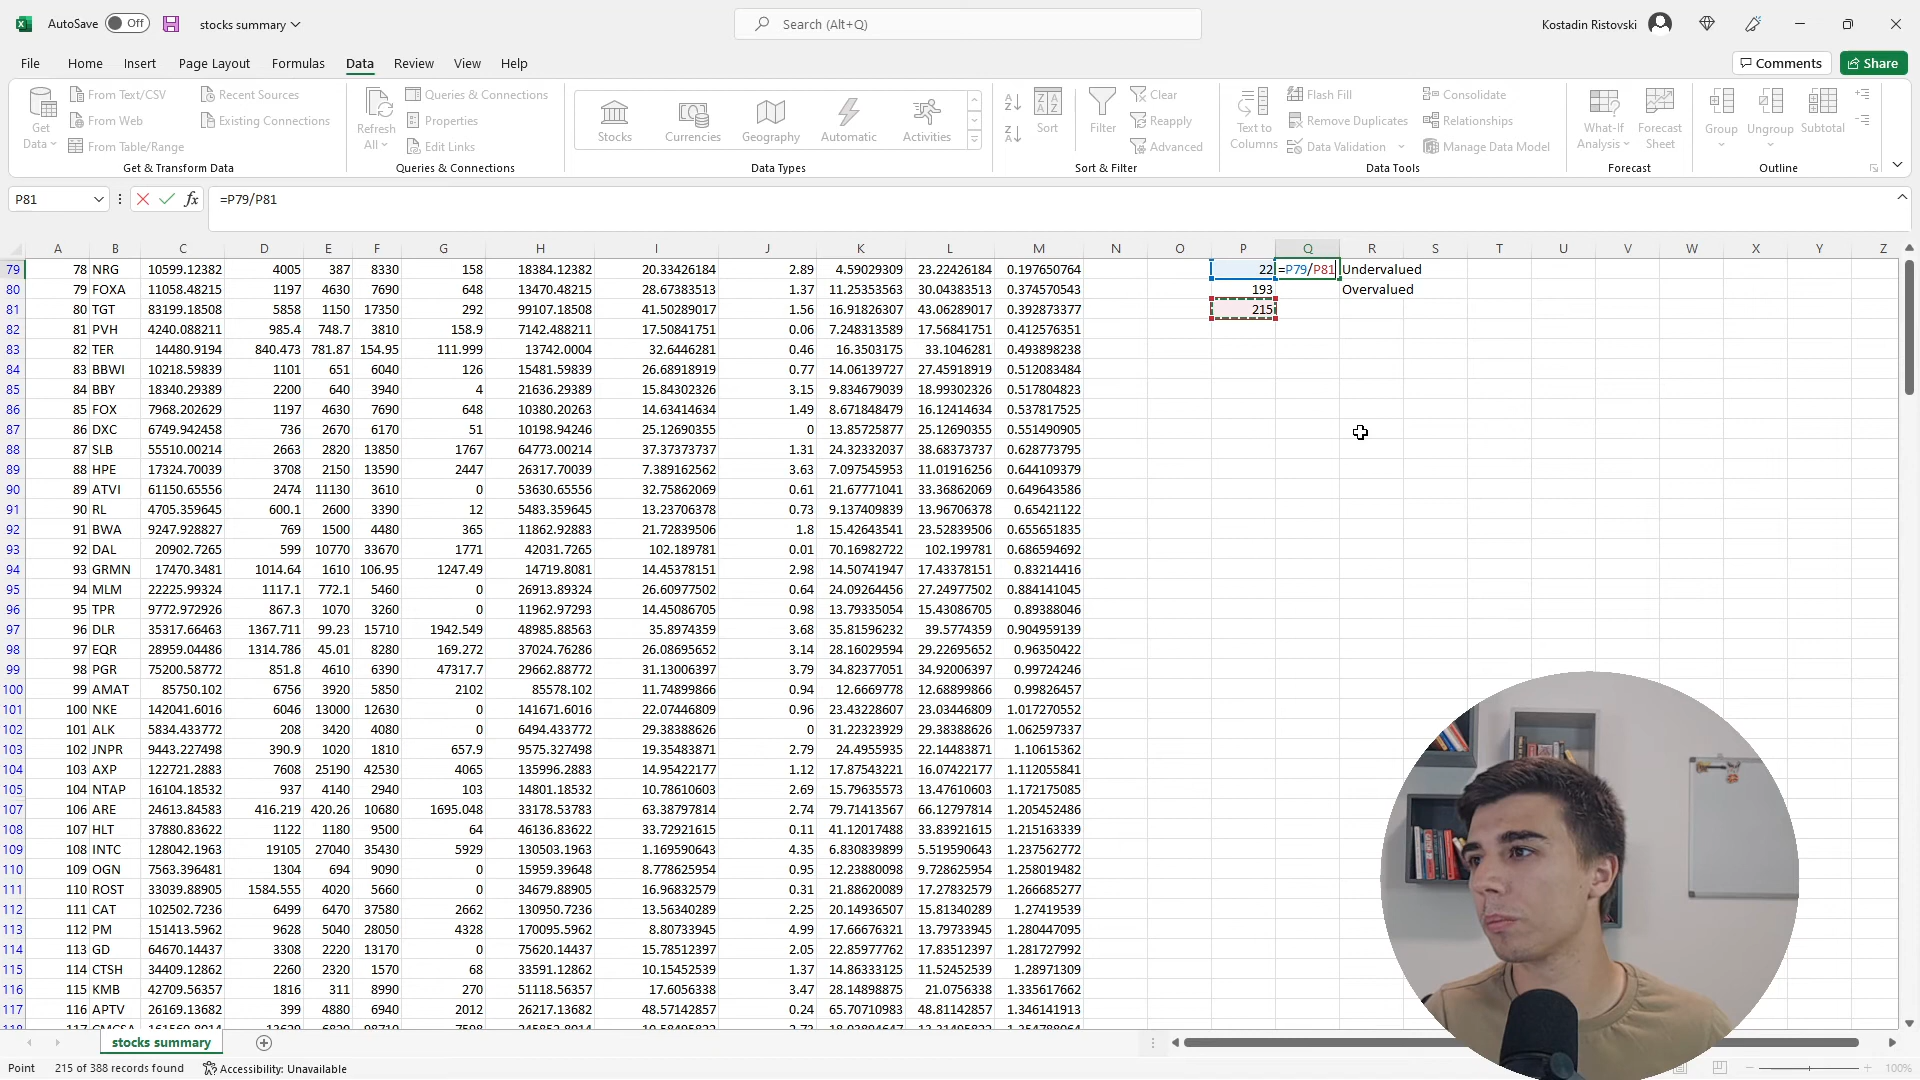 AutoSave Off stocks summary Search (Alt+Q) Kostadin Ristovski
File Home Insert Page Layout Formulas Data Review View Help Comments Share
Get Data From Text/CSV From Web From Table/Range Recent Sources Existing Connections
Get & Transform Data
Refresh All Queries & Connections Properties Edit Links
Queries & Connections
Stocks Currencies Geography Automatic Activities
Data Types
Sort Filter Clear Reapply Advanced
Sort & Filter
Text to Columns Flash Fill Remove Duplicates Data Validation Consolidate Relationships Manage Data Model
Data Tools
What-If Analysis Forecast Sheet
Forecast
Group Ungroup Subtotal
Outline
P81 fx =P79/P81
A B C D E F G H I J K L M N O P Q R S T U V W X Y Z
79 78 NRG 10599.12382 4005 387 8330 158 18384.12382 20.33426184 2.89 4.59029309 23.22426184 0.197650764 22 =P79/P81 Undervalued
80 79 FOXA 11058.48215 1197 4630 7690 648 13470.48215 28.67383513 1.37 11.25353563 30.04383513 0.374570543 193 Overvalued
81 80 TGT 83199.18508 5858 1150 17350 292 99107.18508 41.50289017 1.56 16.91826307 43.06289017 0.392873377 215
82 81 PVH 4240.088211 985.4 748.7 3810 158.9 7142.488211 17.50841751 0.06 7.248313589 17.56841751 0.412576351
83 82 TER 14480.9194 840.473 781.87 154.95 111.999 13742.0004 32.6446281 0.46 16.3503175 33.1046281 0.493898238
84 83 BBWI 10218.59839 1101 651 6040 126 15481.59839 26.68918919 0.77 14.06139727 27.45918919 0.512083484
85 84 BBY 18340.29389 2200 640 3940 4 21636.29389 15.84302326 3.15 9.834679039 18.99302326 0.517804823
86 85 FOX 7968.202629 1197 4630 7690 648 10380.20263 14.63414634 1.49 8.671848479 16.12414634 0.537817525
87 86 DXC 6749.942458 736 2670 6170 51 10198.94246 25.12690355 0 13.85725877 25.12690355 0.551490905
88 87 SLB 55510.00214 2663 2820 13850 1767 64773.00214 37.37373737 1.31 24.32332037 38.68373737 0.628773795
89 88 HPE 17324.70039 3708 2150 13590 2447 26317.70039 7.389162562 3.63 7.097545953 11.01916256 0.644109379
90 89 ATVI 61150.65556 2474 11130 3610 0 53630.65556 32.75862069 0.61 21.67771041 33.36862069 0.649643586
91 90 RL 4705.359645 600.1 2600 3390 12 5483.359645 13.23706378 0.73 9.137409839 13.96706378 0.65421122
92 91 BWA 9247.928827 769 1500 4480 365 11862.92883 21.72839506 1.8 15.42643541 23.52839506 0.655651835
93 92 DAL 20902.7265 599 10770 33670 1771 42031.7265 102.189781 0.01 70.16982722 102.199781 0.686594692
94 93 GRMN 17470.3481 1014.64 1610 106.95 1247.49 14719.8081 14.45378151 2.98 14.50741947 17.43378151 0.83214416
95 94 MLM 22225.99324 1117.1 772.1 5460 0 26913.89324 26.60977502 0.64 24.09264456 27.24977502 0.884141045
96 95 TPR 9772.972926 867.3 1070 3260 0 11962.97293 14.45086705 0.98 13.79335054 15.43086705 0.89388046
97 96 DLR 35317.66463 1367.711 99.23 15710 1942.549 48985.88563 35.8974359 3.68 35.81596232 39.5774359 0.904959139
98 97 EQR 28959.04486 1314.786 45.01 8280 169.272 37024.76286 26.08695652 3.14 28.16029594 29.22695652 0.96350422
99 98 PGR 75200.58772 851.8 4610 6390 47317.7 29662.88772 31.13006397 3.79 34.82377051 34.92006397 0.99724246
100 99 AMAT 85750.102 6756 3920 5850 2102 85578.102 11.74899866 0.94 12.6669778 12.68899866 0.99826457
101 100 NKE 142041.6016 6046 13000 12630 0 141671.6016 22.07446809 0.96 23.43228607 23.03446809 1.017270552
102 101 ALK 5834.433772 208 3420 4080 0 6494.433772 29.38388626 0 31.22323929 29.38388626 1.062597337
103 102 JNPR 9443.227498 390.9 1020 1810 657.9 9575.327498 19.35483871 2.79 24.4955935 22.14483871 1.10615362
104 103 AXP 122721.2883 7608 25190 42530 4065 135996.2883 14.95422177 1.12 17.87543221 16.07422177 1.112055841
105 104 NTAP 16104.18532 937 4140 2940 103 14801.18532 10.78610603 2.69 15.79635573 13.47610603 1.172175085
107 106 ARE 24613.84583 416.219 420.26 10680 1695.048 33178.53783 63.38797814 2.74 79.71413567 66.12797814 1.205452486
108 107 HLT 37880.83622 1122 1180 9500 64 46136.83622 33.72921615 0.11 41.12017488 33.83921615 1.215163339
109 108 INTC 128042.1963 19105 27040 35430 5929 130503.1963 1.169590643 4.35 6.830839899 5.519590643 1.237562772
110 109 OGN 7563.396481 1304 694 9090 0 15959.39648 8.778625954 0.95 12.23880098 9.728625954 1.258019482
111 110 ROST 33039.88905 1584.555 4020 5660 0 34679.88905 16.96832579 0.31 21.88620089 17.27832579 1.266685277
112 111 CAT 102502.7236 6499 6470 37580 2662 130950.7236 13.56340289 2.25 20.14936507 15.81340289 1.27419539
113 112 PM 151413.5962 9628 5040 28050 4328 170095.5962 8.80733945 4.99 17.66676321 13.79733945 1.280447095
114 113 GD 64670.14437 3308 2220 13170 0 75620.14437 15.78512397 2.05 22.85977762 17.83512397 1.281727992
115 114 CTSH 34409.12862 2260 2320 1570 68 33591.12862 10.15452539 1.37 14.86333125 11.52452539 1.28971309
116 115 KMB 42709.56357 1816 311 8990 270 51118.56357 17.6056338 3.47 28.14898875 21.0756338 1.335617662
117 116 APTV 26169.13682 399 4880 6940 2012 26217.13682 48.57142857 0.24 65.70710983 48.81142857 1.346141913
stocks summary
Point 215 of 388 records found Accessibility: Unavailable 100%